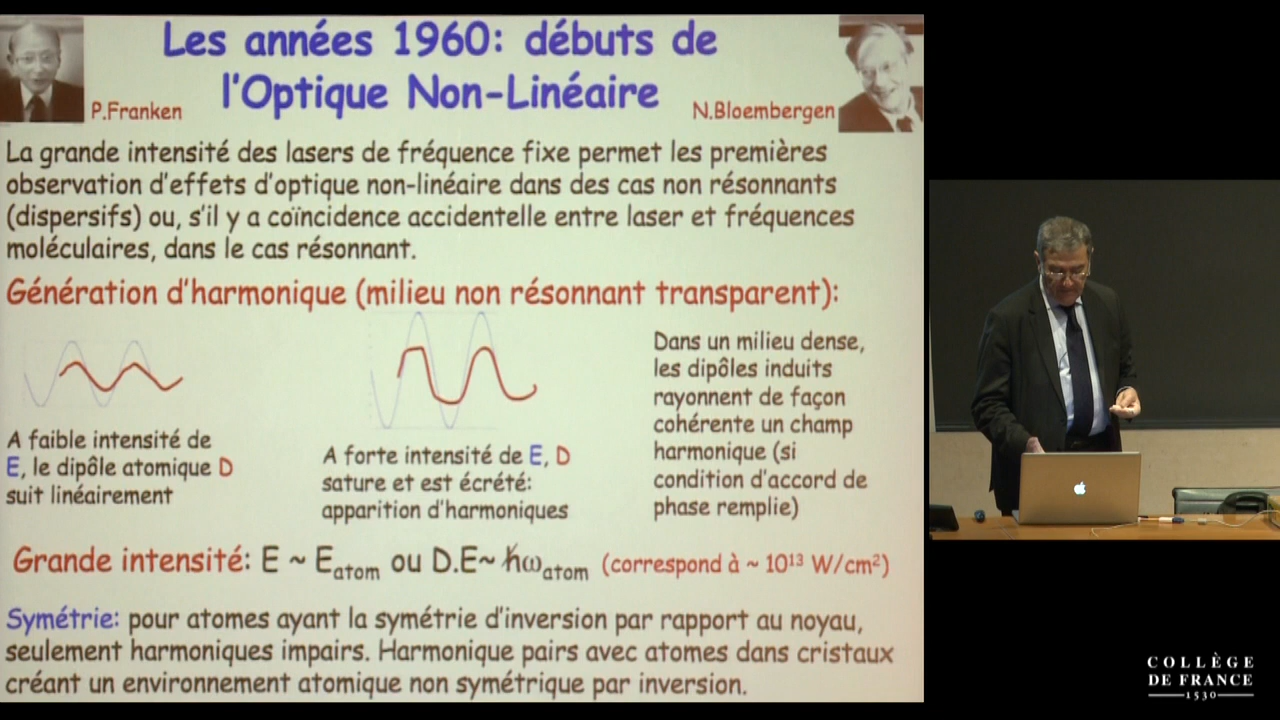 Les années 1960: débuts de
l'Optique Non-Linéaire
P.Franken
N.Bloembergen
La grande intensité des lasers de fréquence fixe permet les premières
observation d'effets d'optique non-linéaire dans des cas non résonnants
(dispersifs) ou, s'il y a coïncidence accidentelle entre laser et fréquences
moléculaires, dans le cas résonnant.
Génération d'harmonique (milieu non résonnant transparent):
A faible intensité de
E, le dipôle atomique D
suit linéairement
A forte intensité de E, D
sature et est écrété:
apparition d'harmoniques
Dans un milieu dense,
les dipôles induits
rayonnent de façon
cohérente un champ
harmonique (si
condition d'accord de
phase remplie)
Grande intensité: E ~ Eatom ou D.E~ ħωatom (correspond à ~ 10¹³ W/cm²)
Symétrie: pour atomes ayant la symétrie d'inversion par rapport au noyau,
seulement harmoniques impairs. Harmonique pairs avec atomes dans cristaux
créant un environnement atomique non symétrique par inversion.
COLLÈGE
DE FRANCE
1530